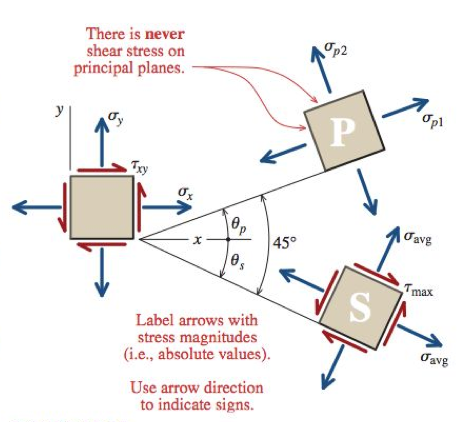 There is never
shear stress on
principal planes.
σp2
y
σy
P
σp1
τxy
σx
x
θp
45°
θs
σavg
τmax
S
σavg
Label arrows with
stress magnitudes
(i.e., absolute values).
Use arrow direction
to indicate signs.